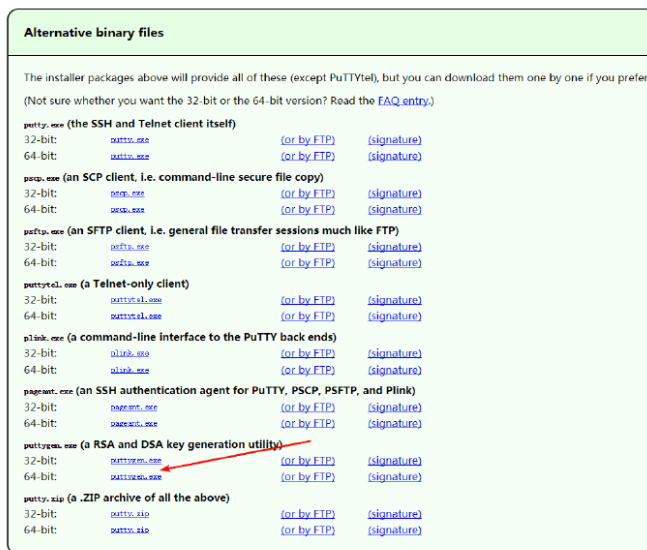 Alternative binary files
The installer packages above will provide all of these (except PuTTYtel), but you can download them one by one if you prefer
(Not sure whether you want the 32-bit or the 64-bit version? Read the FAQ entry.)
putty.exe (the SSH and Telnet client itself)
32-bit: putty.exe (or by FTP) (signature)
64-bit: putty.exe (or by FTP) (signature)
pscp.exe (an SCP client, i.e. command-line secure file copy)
32-bit: pscp.exe (or by FTP) (signature)
64-bit: pscp.exe (or by FTP) (signature)
psftp.exe (an SFTP client, i.e. general file transfer sessions much like FTP)
32-bit: psftp.exe (or by FTP) (signature)
64-bit: psftp.exe (or by FTP) (signature)
puttytel.exe (a Telnet-only client)
32-bit: puttytel.exe (or by FTP) (signature)
64-bit: puttytel.exe (or by FTP) (signature)
plink.exe (a command-line interface to the PuTTY back ends)
32-bit: plink.exe (or by FTP) (signature)
64-bit: plink.exe (or by FTP) (signature)
pageant.exe (an SSH authentication agent for PuTTY, PSCP, PSFTP, and Plink)
32-bit: pageant.exe (or by FTP) (signature)
64-bit: pageant.exe (or by FTP) (signature)
puttygen.exe (a RSA and DSA key generation utility)
32-bit: puttygen.exe (or by FTP) (signature)
64-bit: puttygen.exe (or by FTP) (signature)
putty.zip (a .ZIP archive of all the above)
32-bit: putty.zip (or by FTP) (signature)
64-bit: putty.zip (or by FTP) (signature)